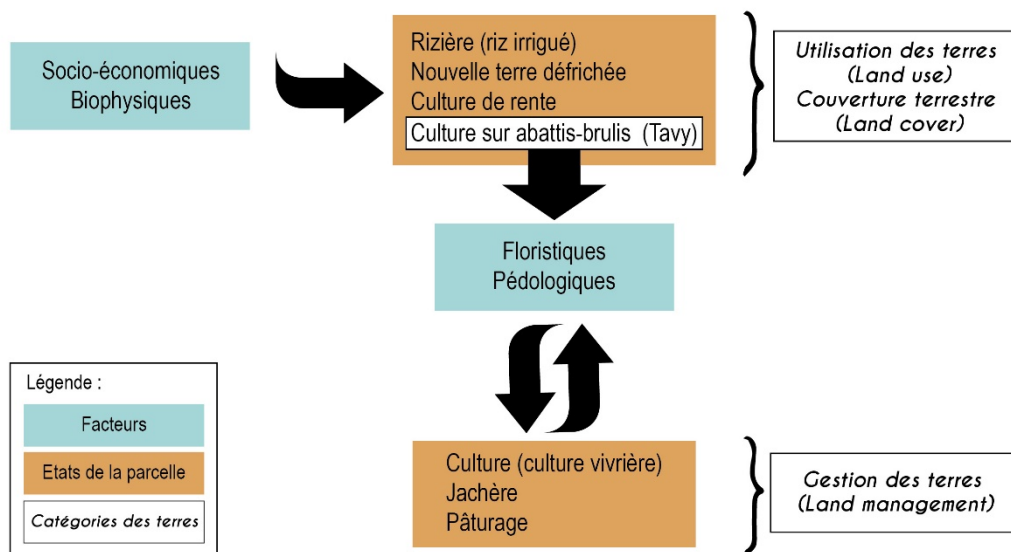 Socio-économiques
Biophysiques
Rizière (riz irrigué)
Nouvelle terre défrichée
Culture de rente
Culture sur abattis-brulis (Tavy)
Utilisation des terres
(Land use)
Couverture terrestre
(Land cover)
Floristiques
Pédologiques
Culture (culture vivrière)
Jachère
Pâturage
Gestion des terres
(Land management)
Légende :
Facteurs
Etats de la parcelle
Catégories des terres